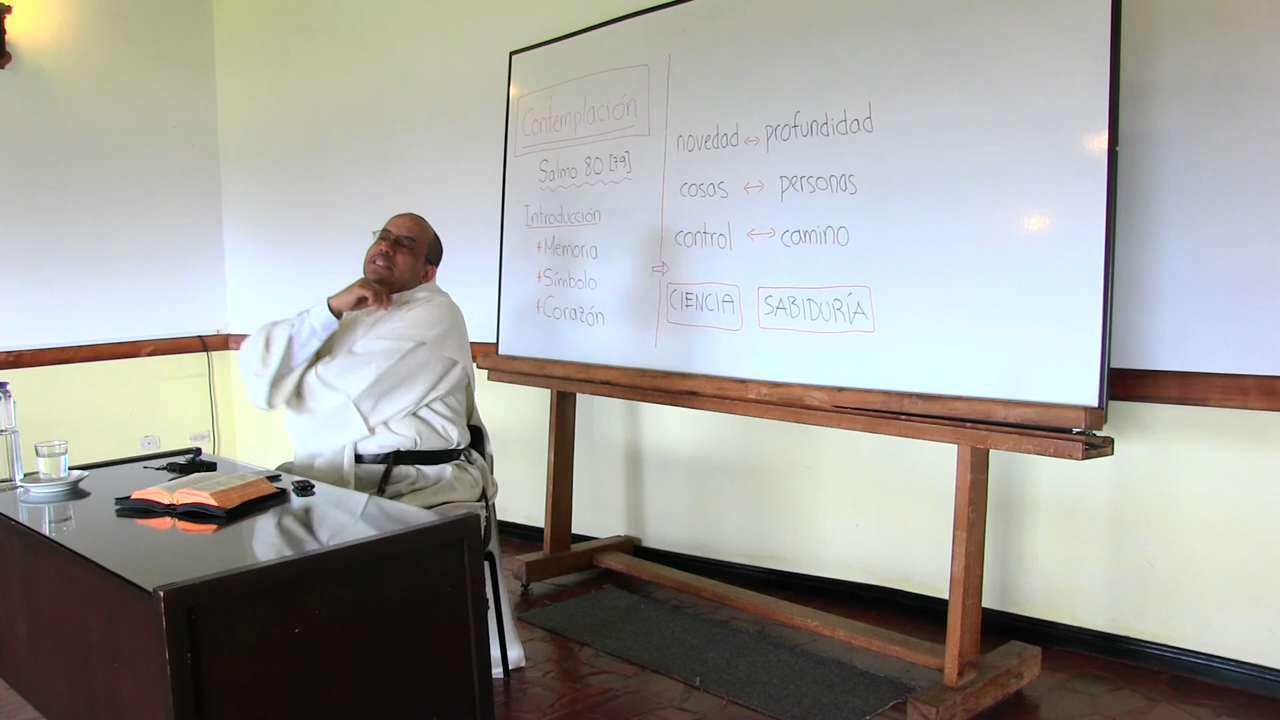 Contemplación
Salmo 80 [79]
Introducción
+Memoria
+Símbolo
+Corazón
novedad ↔ profundidad
cosas ↔ personas
control ↔ camino
⇨
CIENCIA SABIDURÍA